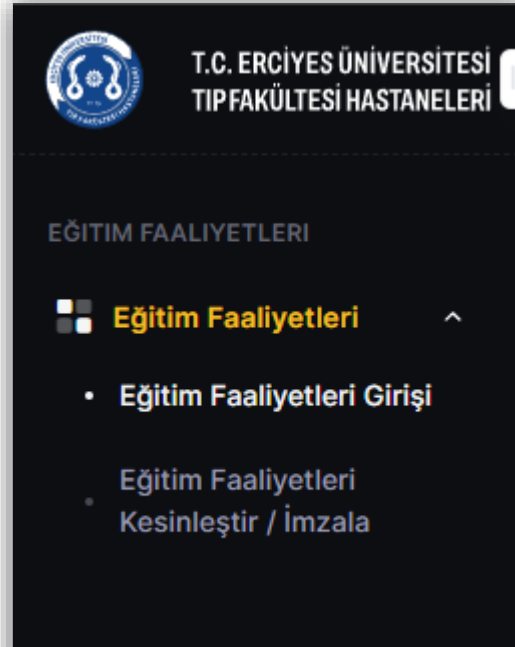 T.C. ERCİYES ÜNİVERSİTESİ
TIP FAKÜLTESİ HASTANELERİ
EĞITIM FAALIYETLERI
Eğitim Faaliyetleri
Eğitim Faaliyetleri Girişi
Eğitim Faaliyetleri
Kesinleştir / İmzala